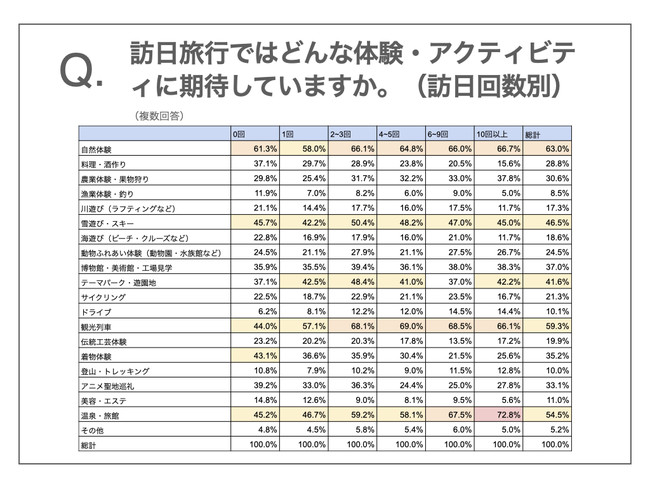 Q. 訪日旅行ではどんな体験・アクティビテ
ィに期待していますか。（訪日回数別）
（複数回答）
0回 1回 2~3回 4~5回 6~9回 10回以上 総計
自然体験 61.3% 58.0% 66.1% 64.8% 66.0% 66.7% 63.0%
料理・酒作り 37.1% 29.7% 28.9% 23.8% 20.5% 15.6% 28.8%
農業体験・果物狩り 29.8% 25.4% 31.7% 32.2% 33.0% 37.8% 30.6%
漁業体験・釣り 11.9% 7.0% 8.2% 6.0% 9.0% 5.0% 8.5%
川遊び（ラフティングなど） 21.1% 14.4% 17.7% 16.0% 17.5% 11.7% 17.3%
雪遊び・スキー 45.7% 42.2% 50.4% 48.2% 47.0% 45.0% 46.5%
海遊び（ビーチ・クルーズなど） 22.8% 16.9% 17.9% 16.0% 21.0% 11.7% 18.6%
動物ふれあい体験（動物園・水族館など） 24.5% 21.1% 27.9% 21.1% 27.5% 26.7% 24.5%
博物館・美術館・工場見学 35.9% 35.5% 39.4% 36.1% 38.0% 38.3% 37.0%
テーマパーク・遊園地 37.1% 42.5% 48.4% 41.0% 37.0% 42.2% 41.6%
サイクリング 22.5% 18.7% 22.9% 21.1% 23.5% 16.7% 21.3%
ドライブ 6.2% 8.1% 12.2% 12.0% 14.5% 14.4% 10.1%
観光列車 44.0% 57.1% 68.1% 69.0% 68.5% 66.1% 59.3%
伝統工芸体験 23.2% 20.2% 20.3% 17.8% 13.5% 17.2% 19.9%
着物体験 43.1% 36.6% 35.9% 30.4% 21.5% 25.6% 35.2%
登山・トレッキング 10.8% 7.9% 10.2% 9.0% 11.5% 12.8% 10.0%
アニメ聖地巡礼 39.2% 33.0% 36.3% 24.4% 25.0% 27.8% 33.1%
美容・エステ 14.8% 12.6% 9.0% 8.1% 9.5% 5.6% 11.0%
温泉・旅館 45.2% 46.7% 59.2% 58.1% 67.5% 72.8% 54.5%
その他 4.8% 4.5% 5.8% 5.4% 6.0% 5.0% 5.2%
総計 100.0% 100.0% 100.0% 100.0% 100.0% 100.0% 100.0%